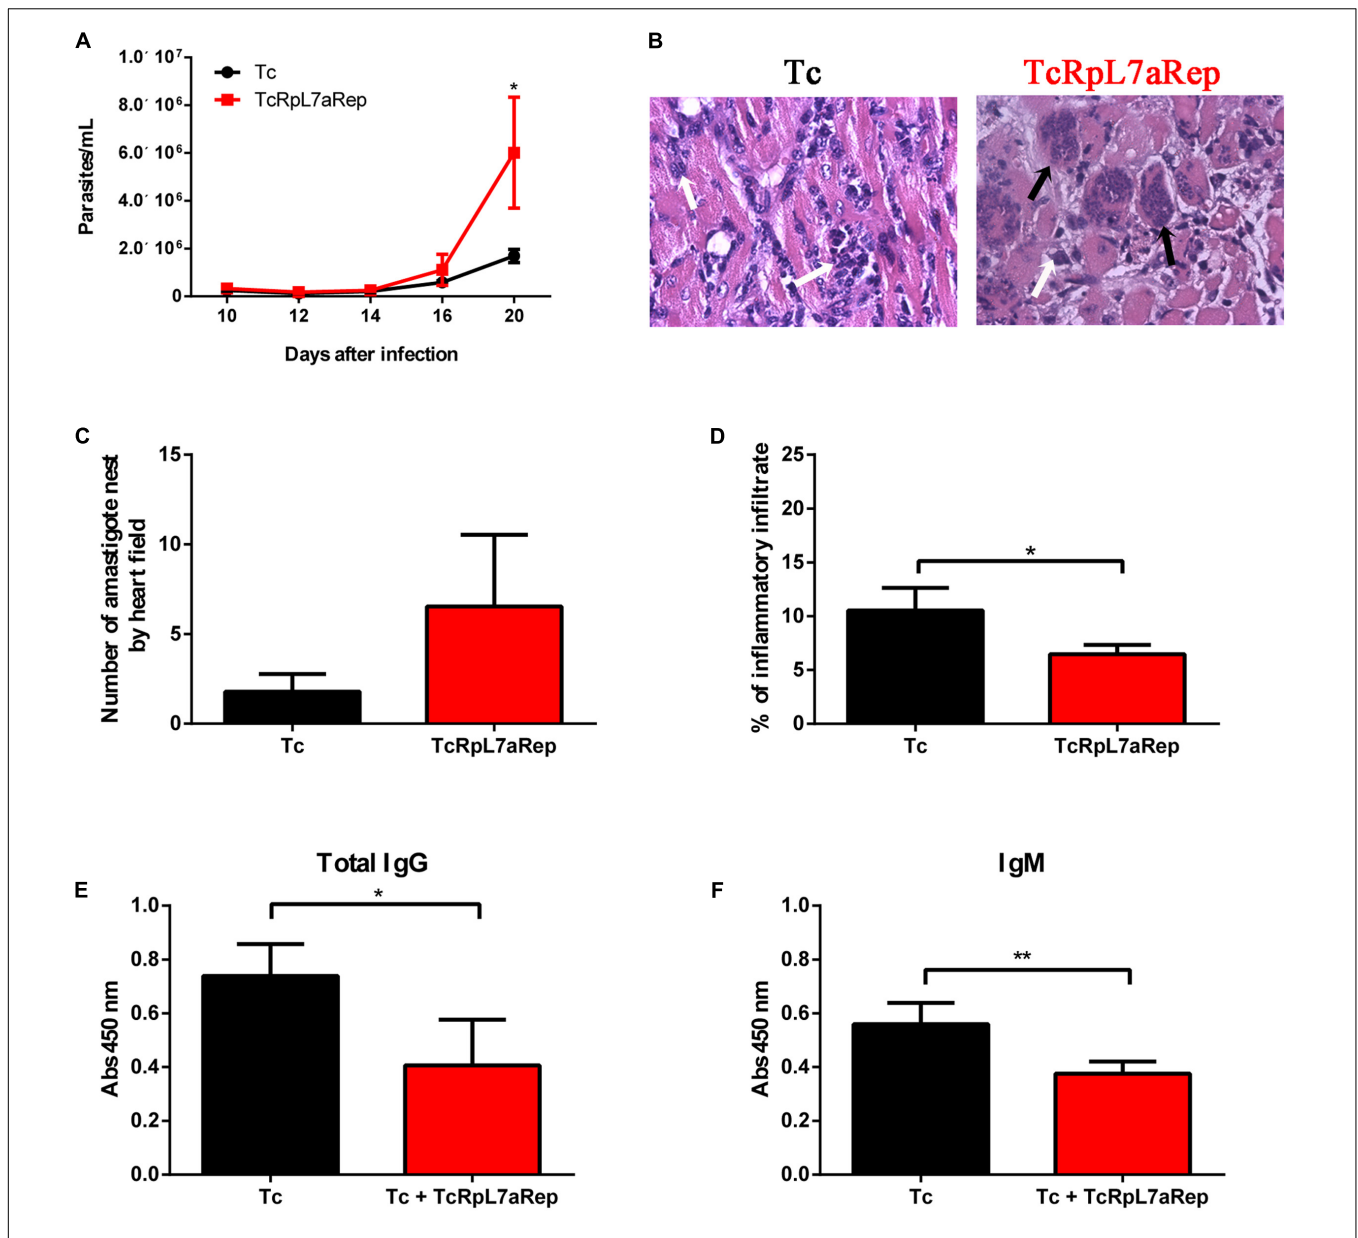 A
1.0´ 10⁷
8.0´ 10⁶
6.0´ 10⁶
4.0´ 10⁶
2.0´ 10⁶
0
Parasites/mL
Tc
TcRpL7aRep
*
10 12 14 16 20
Days after infection
B
Tc
TcRpL7aRep
C
Number of amastigote nest
by heart field
15
10
5
0
Tc TcRpL7aRep
D
% of inflammatory infiltrate
25
20
15
10
5
0
*
Tc TcRpL7aRep
E
Total IgG
*
Abs450 nm
1.0
0.8
0.6
0.4
0.2
0.0
Tc Tc + TcRpL7aRep
F
IgM
**
Abs450 nm
1.0
0.8
0.6
0.4
0.2
0.0
Tc Tc + TcRpL7aRep